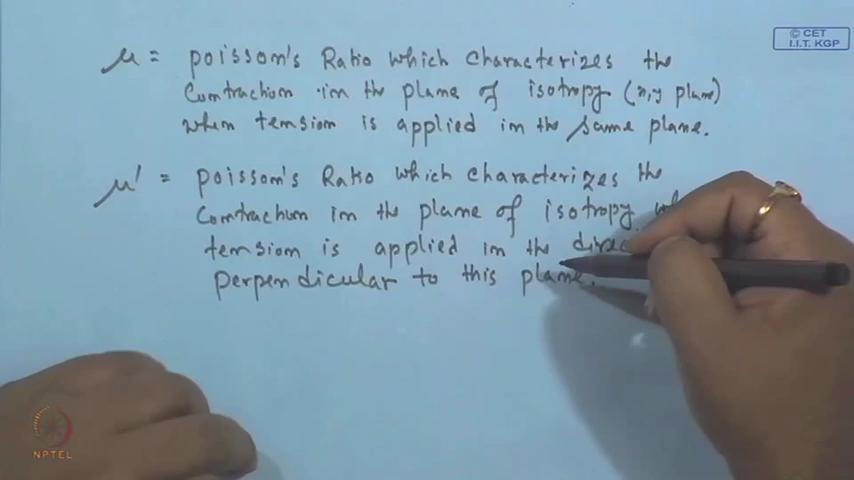 © CET
I.I.T. KGP
μ = poisson's Ratio which characterizes the
Contraction in the plane of isotropy (x,y plane)
when tension is applied in the same plane.
μ' = poisson's Ratio which characterizes the
Contraction in the plane of isotropy
tension is applied in the
perpendicular to this plane.
NPTEL